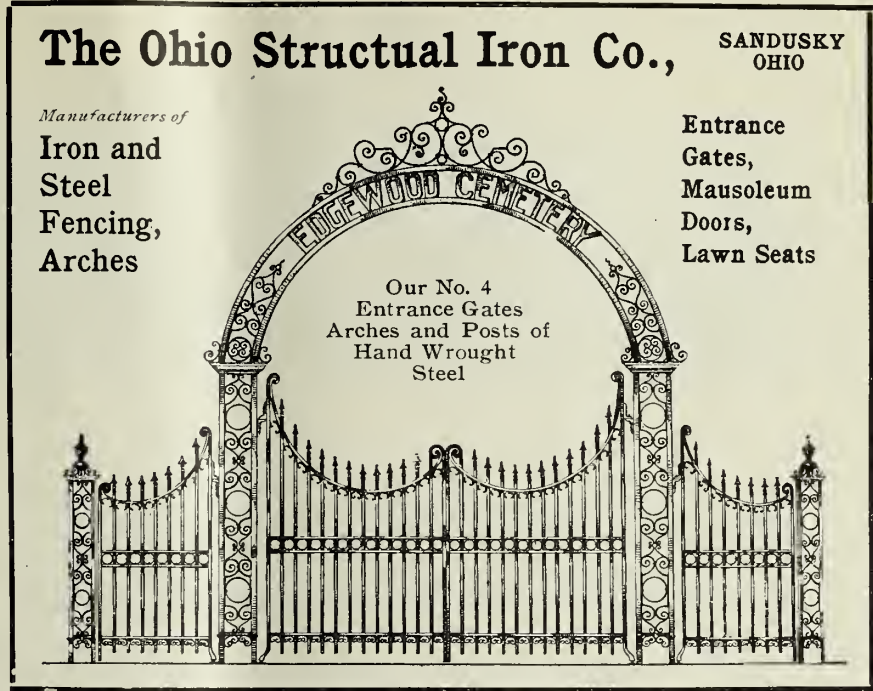 The Ohio Structual Iron Co.,
SANDUSKY
OHIO
Manufacturers of
Iron and
Steel
Fencing,
Arches
Entrance
Gates,
Mausoleum
Doors,
Lawn Seats
EDGEWOOD CEMETERY
Our No. 4
Entrance Gates
Arches and Posts of
Hand Wrought
Steel